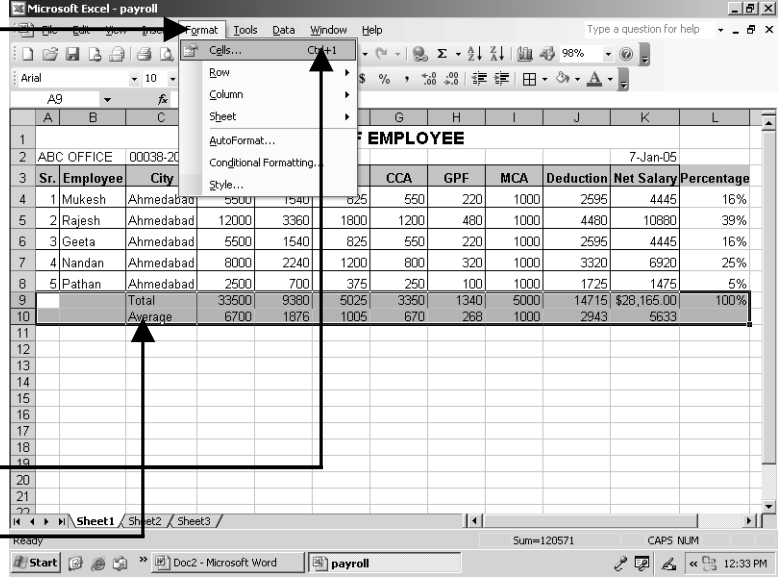 Microsoft Excel - payroll
File Edit View Insert Format Tools Data Window Help Type a question for help
Arial 10 $ % , 98%
A9 fx
Cells... Ctrl+1
Row
Column
Sheet
AutoFormat...
Conditional Formatting...
Style...
A B C G H I J K L
1 F EMPLOYEE
2 ABC OFFICE 00038-20 7-Jan-05
3 Sr. Employee City CCA GPF MCA Deduction Net Salary Percentage
4 1 Mukesh Ahmedabad 5500 1540 825 550 220 1000 2595 4445 16%
5 2 Rajesh Ahmedabad 12000 3360 1800 1200 480 1000 4480 10880 39%
6 3 Geeta Ahmedabad 5500 1540 825 550 220 1000 2595 4445 16%
7 4 Nandan Ahmedabad 8000 2240 1200 800 320 1000 3320 6920 25%
8 5 Pathan Ahmedabad 2500 700 375 250 100 1000 1725 1475 5%
9 Total 33500 9380 5025 3350 1340 5000 14715 $28,165.00 100%
10 Average 6700 1876 1005 670 268 1000 2943 5633
11
12
13
14
15
16
17
18
19
20
21
22
Sheet1 Sheet2 Sheet3
Ready Sum=120571 CAPS NUM
Start Doc2 - Microsoft Word payroll 12:33 PM